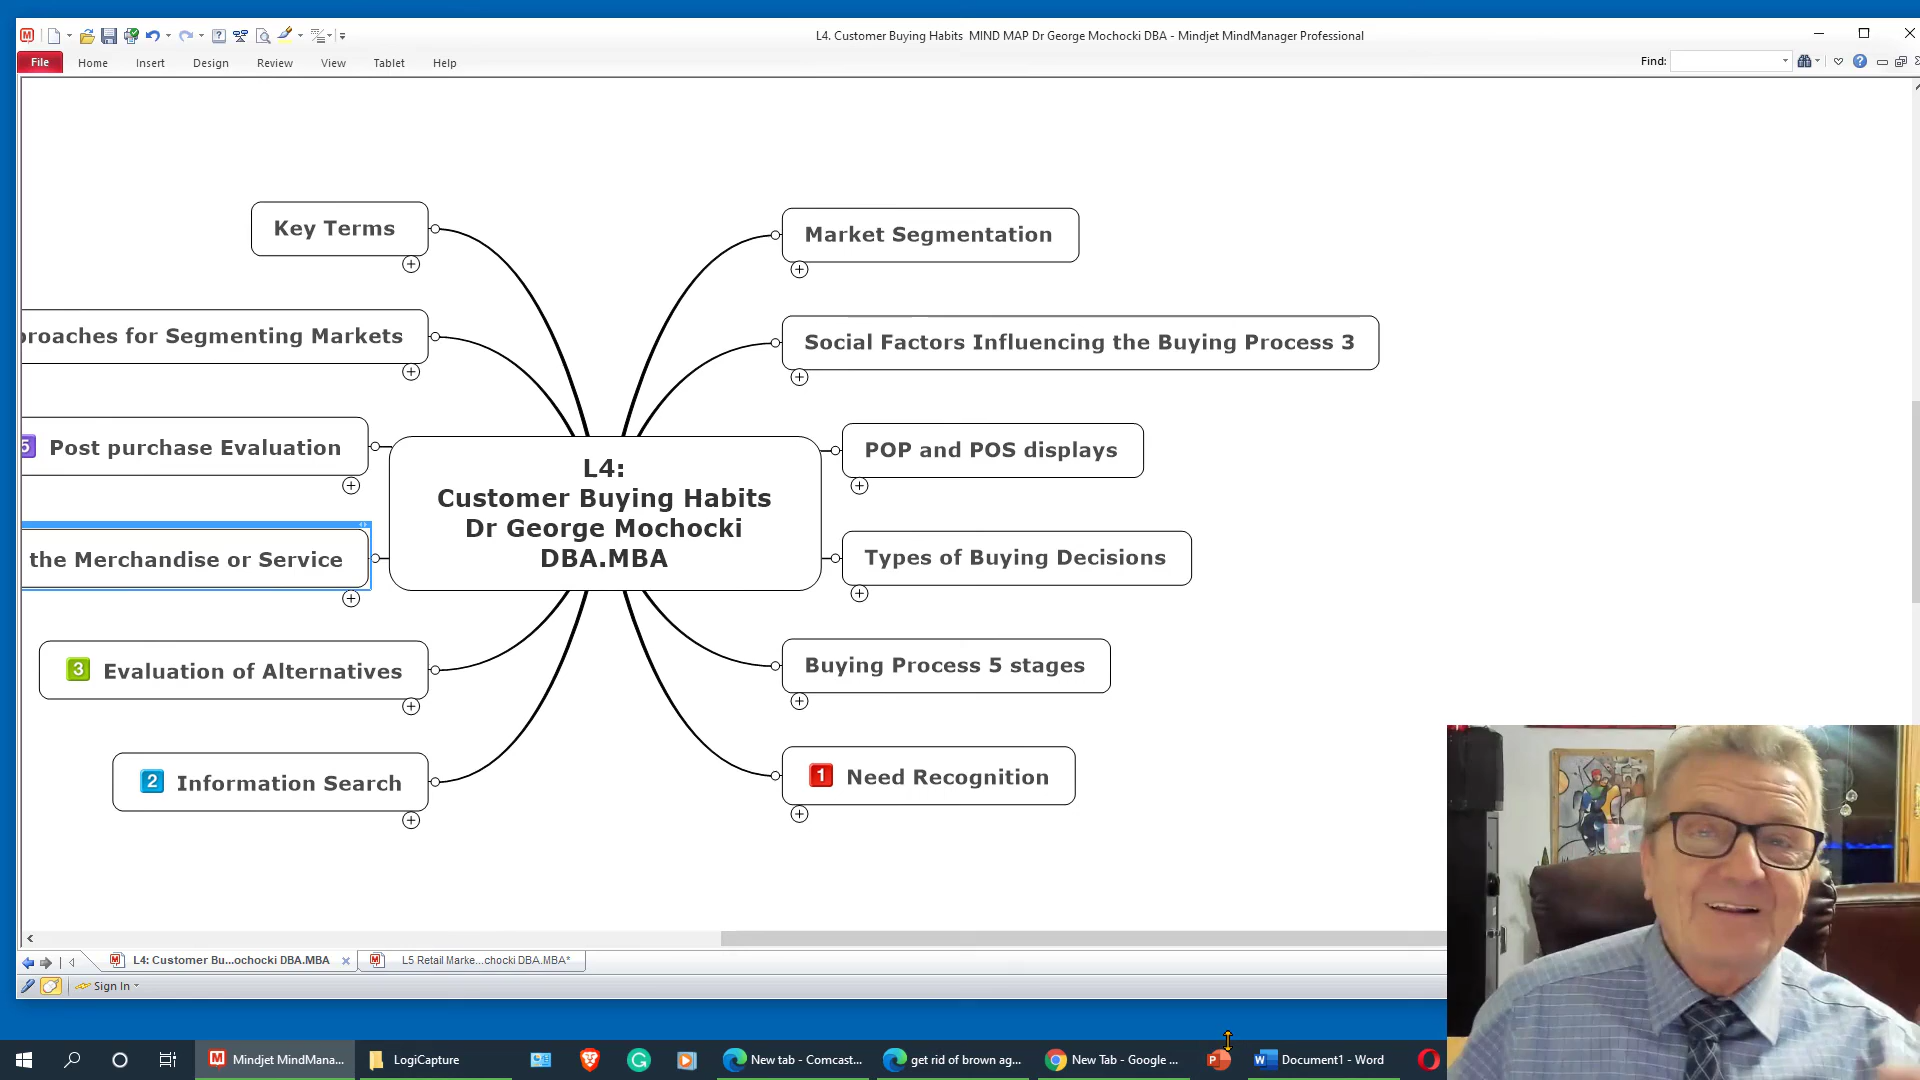 L4. Customer Buying Habits  MIND MAP Dr George Mochocki DBA - Mindjet MindManager Professional
File Home Insert Design Review View Tablet Help Find:
Key Terms
Market Segmentation
proaches for Segmenting Markets
Social Factors Influencing the Buying Process 3
5 Post purchase Evaluation
POP and POS displays
L4:
Customer Buying Habits
Dr George Mochocki
DBA.MBA
the Merchandise or Service
Types of Buying Decisions
3 Evaluation of Alternatives
Buying Process 5 stages
2 Information Search
1 Need Recognition
L4: Customer Bu...ochocki DBA.MBA
L5 Retail Marke...chocki DBA.MBA*
Sign In
Mindjet MindMana...
LogiCapture
New tab - Comcast...
get rid of brown ag...
New Tab - Google ...
Document1 - Word